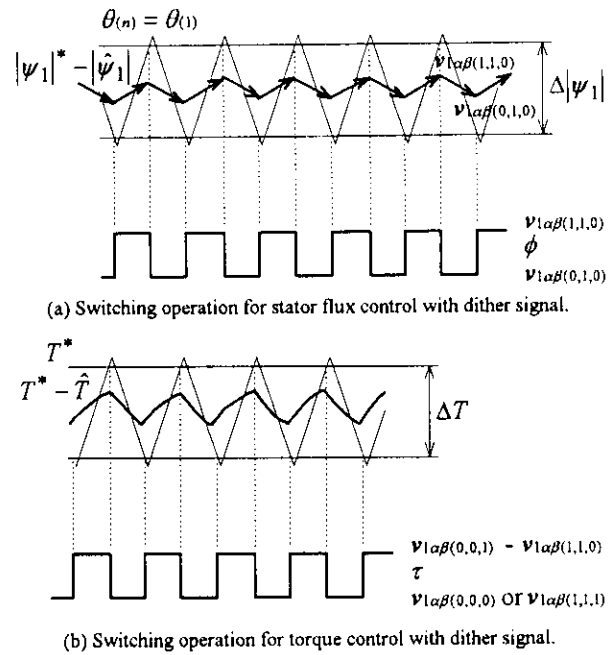 θ(n) = θ(1)
|ψ1|* − |ψ̂1|
v1αβ(1,1,0)
Δ|ψ1|
v1αβ(0,1,0)
v1αβ(1,1,0)
ϕ
v1αβ(0,1,0)
(a) Switching operation for stator flux control with dither signal.
T*
T* − T̂
ΔT
v1αβ(0,0,1) - v1αβ(1,1,0)
τ
v1αβ(0,0,0) or v1αβ(1,1,1)
(b) Switching operation for torque control with dither signal.